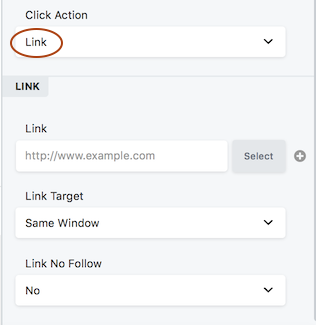 Click Action
Link
LINK
Link
http://www.example.com
Select
Link Target
Same Window
Link No Follow
No